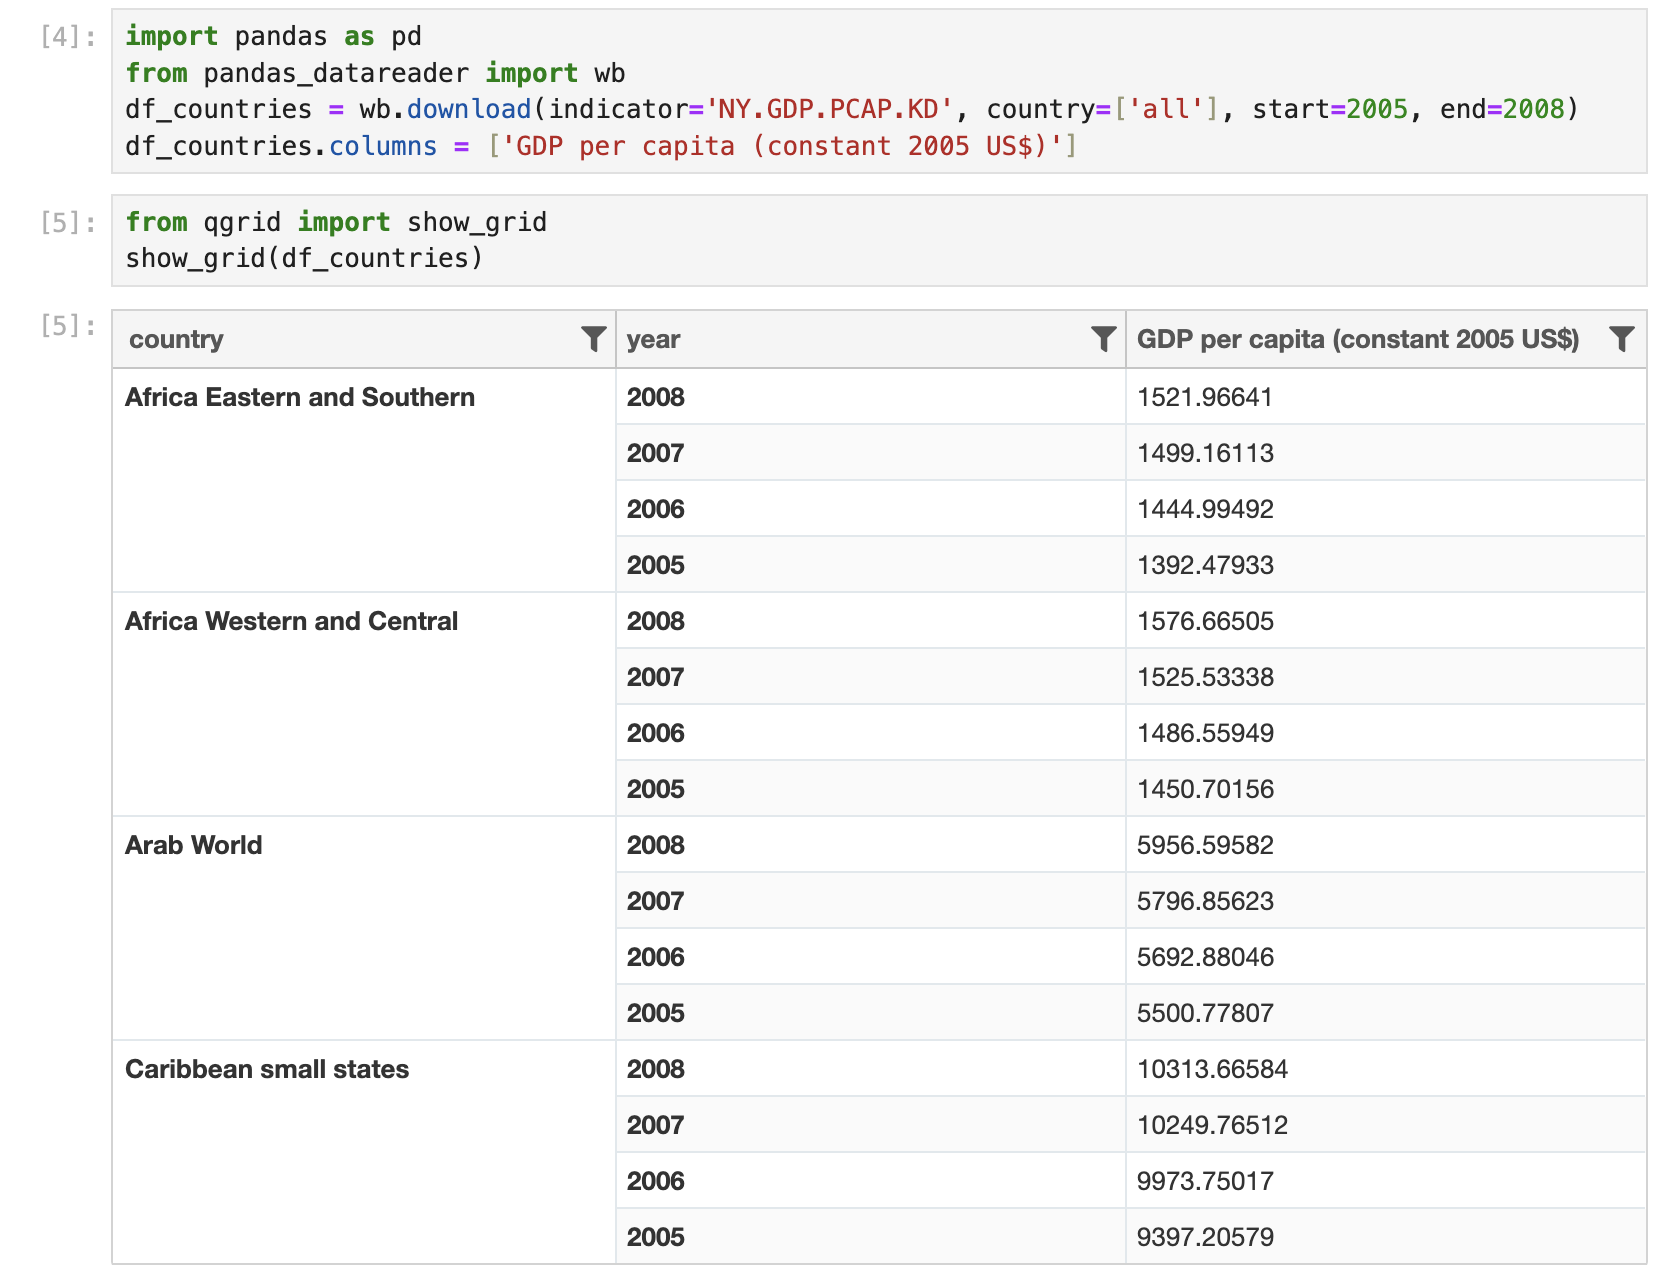 [4]: import pandas as pd
from pandas_datareader import wb
df_countries = wb.download(indicator='NY.GDP.PCAP.KD', country=['all'], start=2005, end=2008)
df_countries.columns = ['GDP per capita (constant 2005 US$)']
[5]: from qgrid import show_grid
show_grid(df_countries)
[5]: country year GDP per capita (constant 2005 US$)
Africa Eastern and Southern 2008 1521.96641
2007 1499.16113
2006 1444.99492
2005 1392.47933
Africa Western and Central 2008 1576.66505
2007 1525.53338
2006 1486.55949
2005 1450.70156
Arab World 2008 5956.59582
2007 5796.85623
2006 5692.88046
2005 5500.77807
Caribbean small states 2008 10313.66584
2007 10249.76512
2006 9973.75017
2005 9397.20579